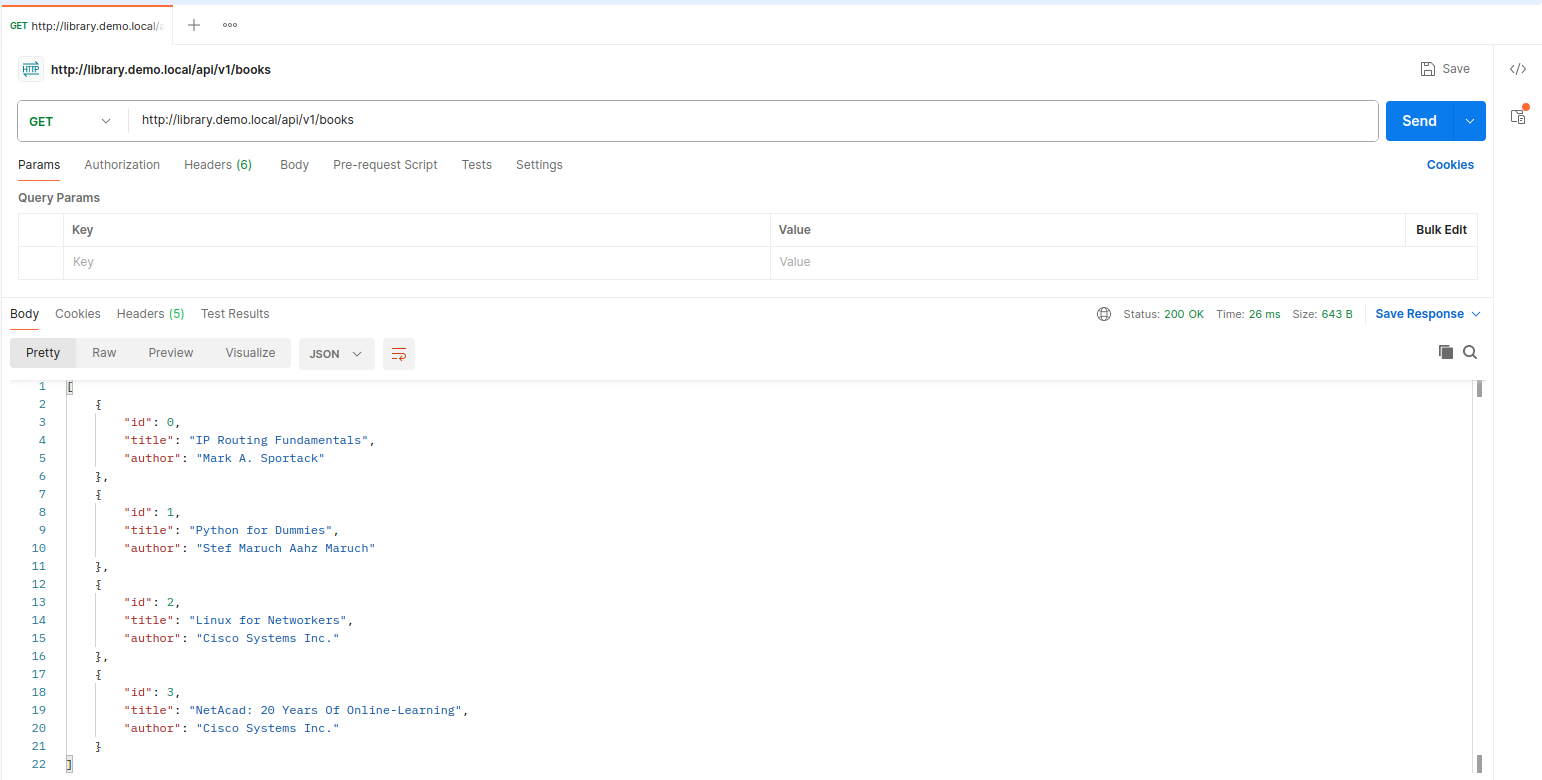 GET http://library.demo.local/
HTTP http://library.demo.local/api/v1/books
Save
GET http://library.demo.local/api/v1/books
Send
Params Authorization Headers (6) Body Pre-request Script Tests Settings Cookies
Query Params
Key Value Bulk Edit
Key Value
Body Cookies Headers (5) Test Results Status: 200 OK Time: 26 ms Size: 643 B Save Response
Pretty Raw Preview Visualize JSON
1 [
2 {
3 "id": 0,
4 "title": "IP Routing Fundamentals",
5 "author": "Mark A. Sportack"
6 },
7 {
8 "id": 1,
9 "title": "Python for Dummies",
10 "author": "Stef Maruch Aahz Maruch"
11 },
12 {
13 "id": 2,
14 "title": "Linux for Networkers",
15 "author": "Cisco Systems Inc."
16 },
17 {
18 "id": 3,
19 "title": "NetAcad: 20 Years Of Online-Learning",
20 "author": "Cisco Systems Inc."
21 }
22 ]